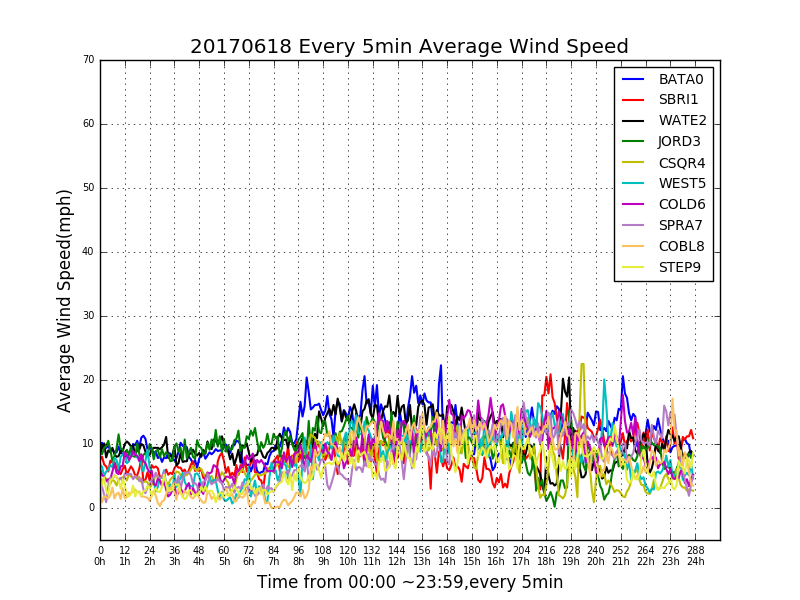 20170618 Every 5min Average Wind Speed
70
60
50
40
30
20
10
0
Average Wind Speed(mph)
BATA0
SBRI1
WATE2
JORD3
CSQR4
WEST5
COLD6
SPRA7
COBL8
STEP9
0 12 24 36 48 60 72 84 96 108 120 132 144 156 168 180 192 204 216 228 240 252 264 276 288
0h 1h 2h 3h 4h 5h 6h 7h 8h 9h 10h 11h 12h 13h 14h 15h 16h 17h 18h 19h 20h 21h 22h 23h 24h
Time from 00:00 ~23:59,every 5min